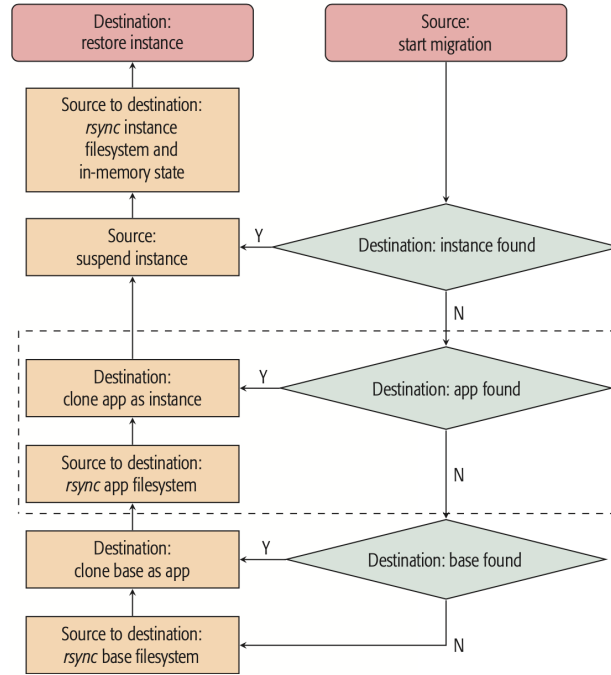 Destination:
restore instance
Source:
start migration
Source to destination:
rsync instance
filesystem and
in-memory state
Source:
suspend instance
Y
Destination: instance found
N
Destination:
clone app as instance
Y
Destination: app found
Source to destination:
rsync app filesystem
N
Destination:
clone base as app
Y
Destination: base found
Source to destination:
rsync base filesystem
N